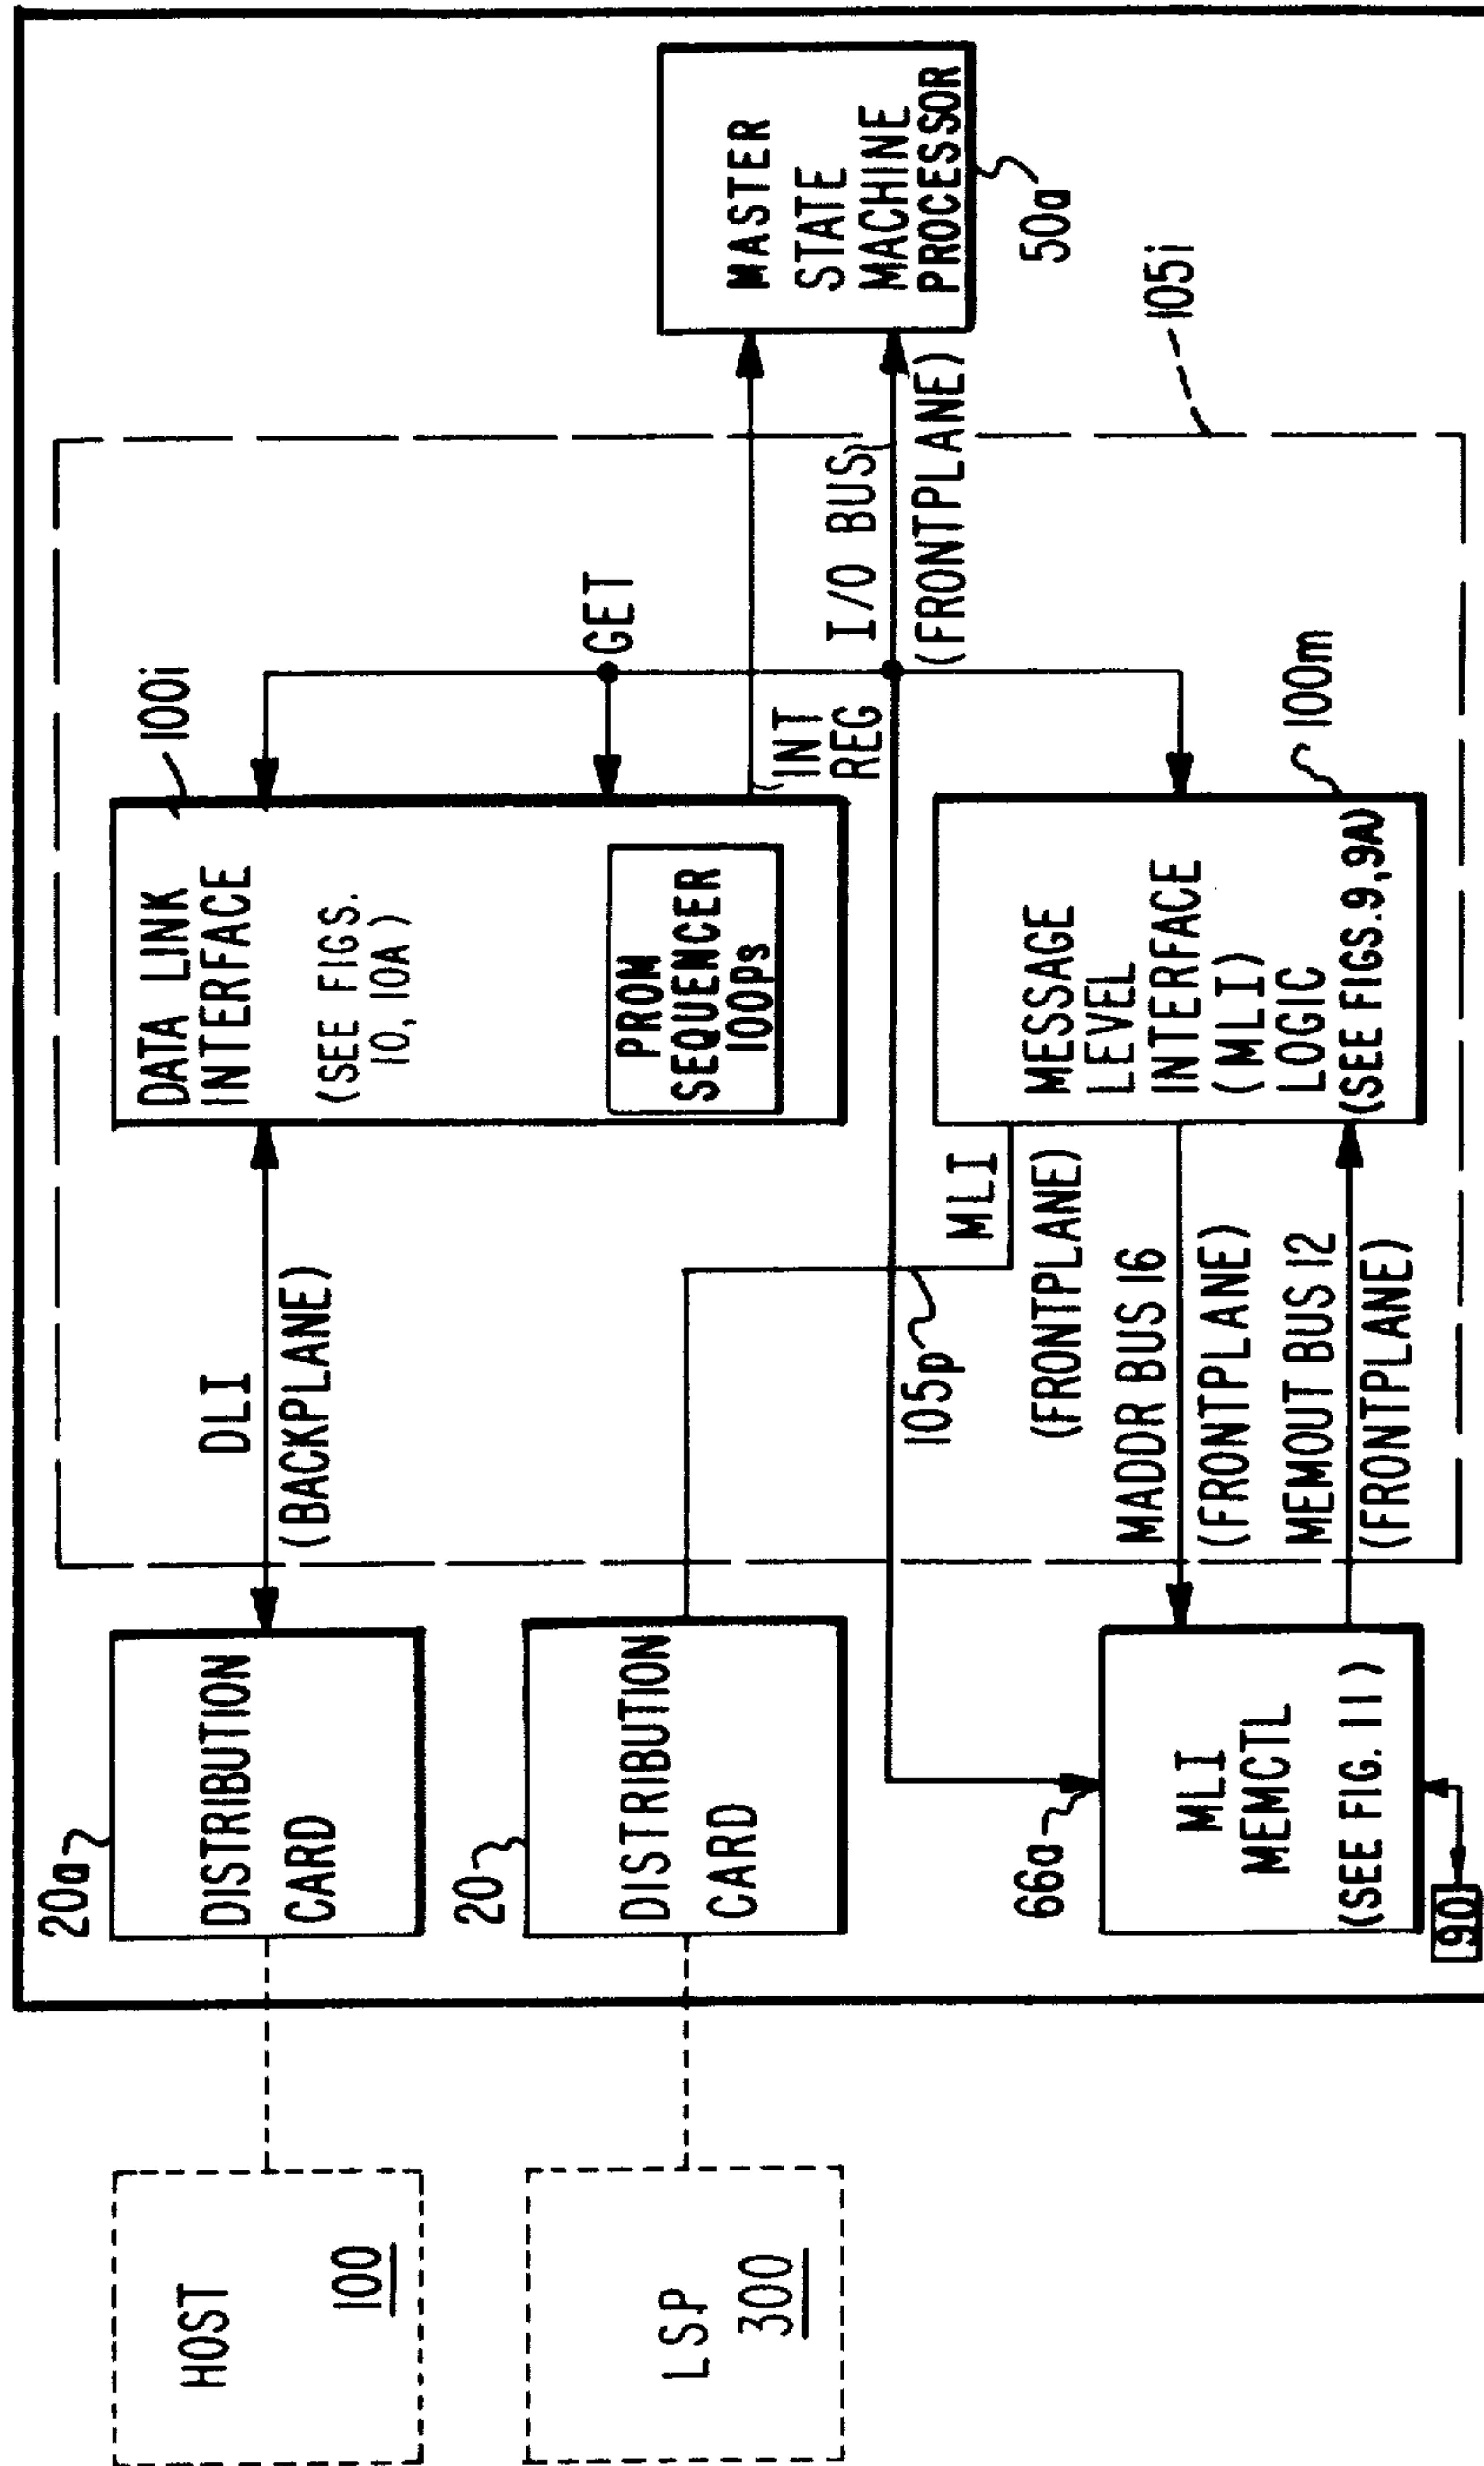 HOST
100
LSP
300
20a
DISTRIBUTION
CARD
20
DISTRIBUTION
CARD
66a
MLI
MEMCTL
(SEE FIG. 11)
90
DLI
(BACKPLANE)
105p
MLI
(FRONTPLANE)
MADDR BUS 16
(FRONTPLANE)
MEMOUT BUS 12
(FRONTPLANE)
100i
DATA LINK
INTERFACE
(SEE FIGS.
10, 10A)
PROM
SEQUENCER
100ps
MESSAGE
LEVEL
INTERFACE
(MLI)
LOGIC
(SEE FIGS.9,9A)
100m
GET
INT
REG
I/O BUS
(FRONTPLANE)
MASTER
STATE
MACHINE
PROCESSOR
50a
105i